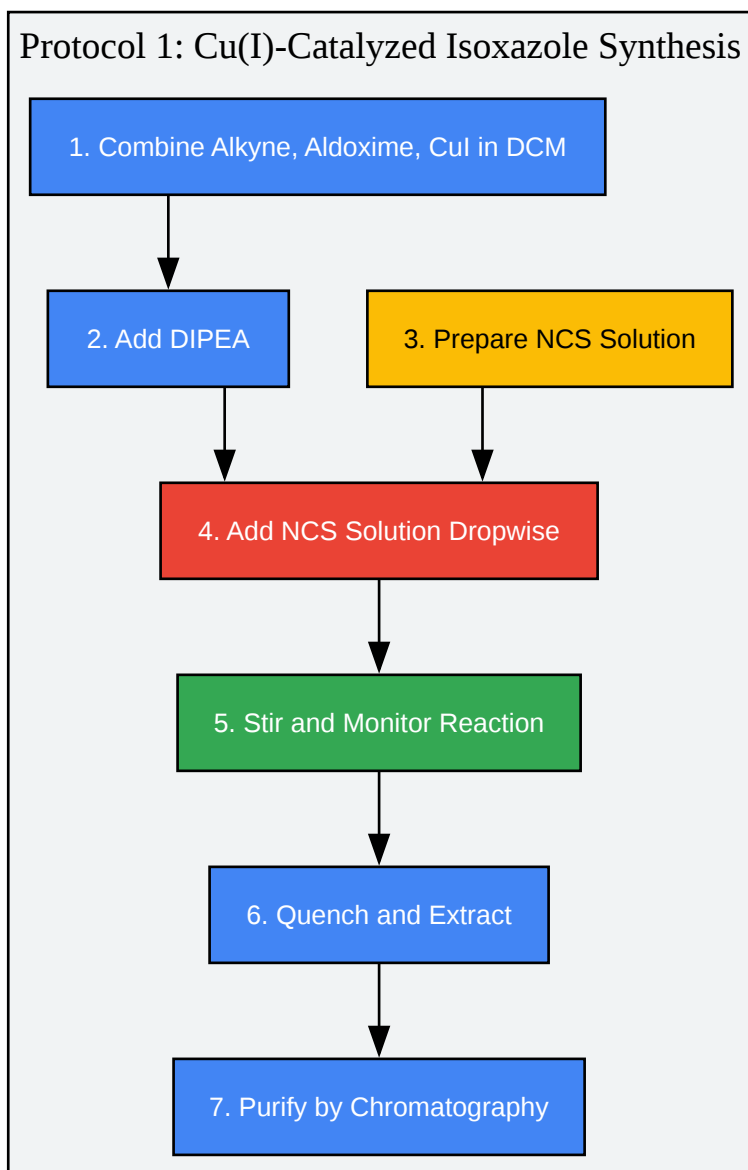 Protocol 1: Cu(I)-Catalyzed Isoxazole Synthesis
1. Combine Alkyne, Aldoxime, CuI in DCM
2. Add DIPEA
3. Prepare NCS Solution
4. Add NCS Solution Dropwise
5. Stir and Monitor Reaction
6. Quench and Extract
7. Purify by Chromatography